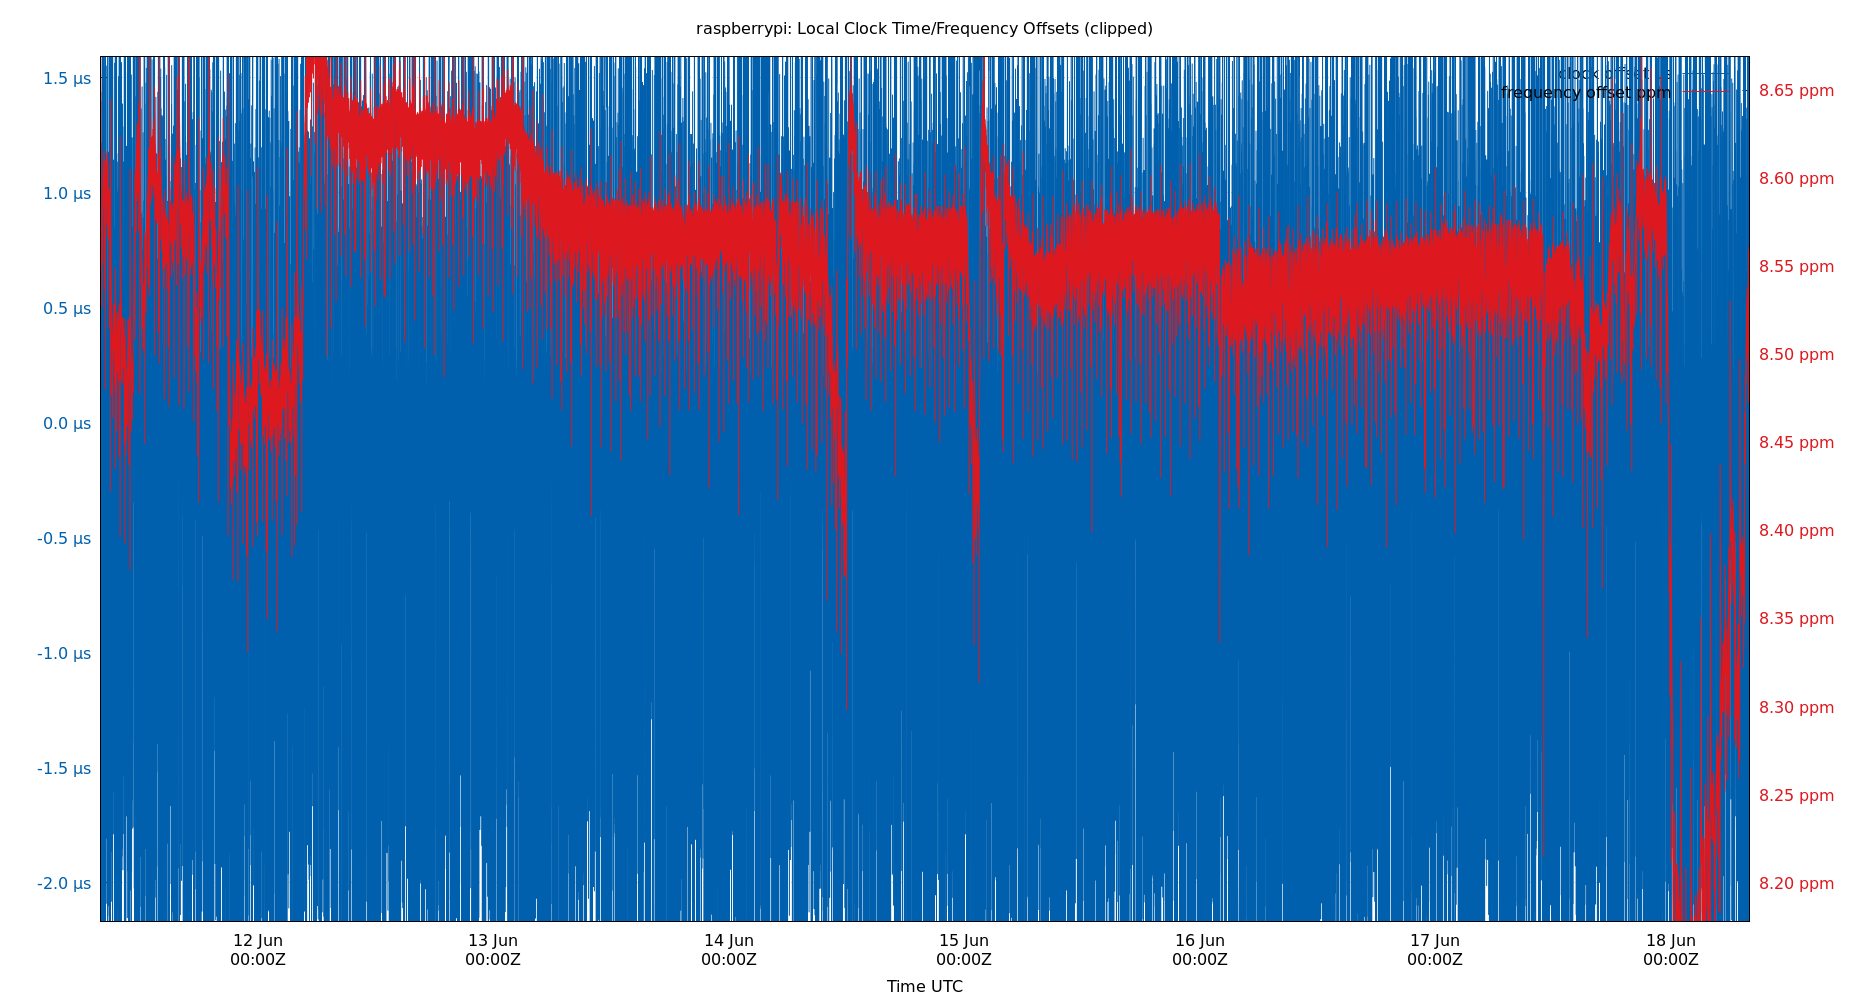 raspberrypi: Local Clock Time/Frequency Offsets (clipped)
clock offset
frequency offset ppm
1.5 µs
1.0 µs
0.5 µs
0.0 µs
-0.5 µs
-1.0 µs
-1.5 µs
-2.0 µs
8.65 ppm
8.60 ppm
8.55 ppm
8.50 ppm
8.45 ppm
8.40 ppm
8.35 ppm
8.30 ppm
8.25 ppm
8.20 ppm
12 Jun 13 Jun 14 Jun 15 Jun 16 Jun 17 Jun 18 Jun
00:00Z 00:00Z 00:00Z 00:00Z 00:00Z 00:00Z 00:00Z
Time UTC